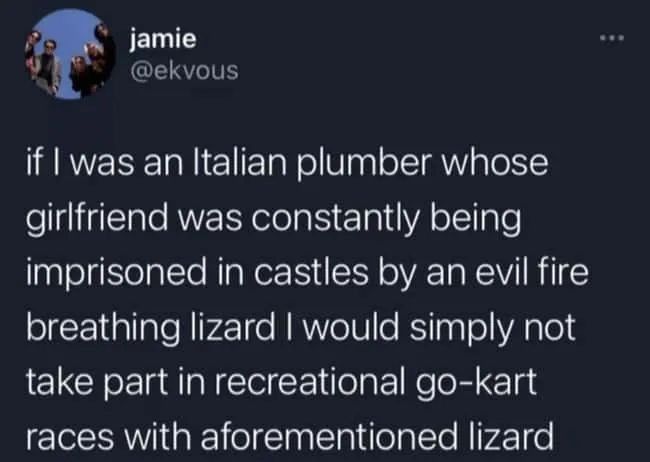 jamie
@ekvous
if I was an Italian plumber whose
girlfriend was constantly being
imprisoned in castles by an evil fire
breathing lizard I would simply not
take part in recreational go-kart
races with aforementioned lizard